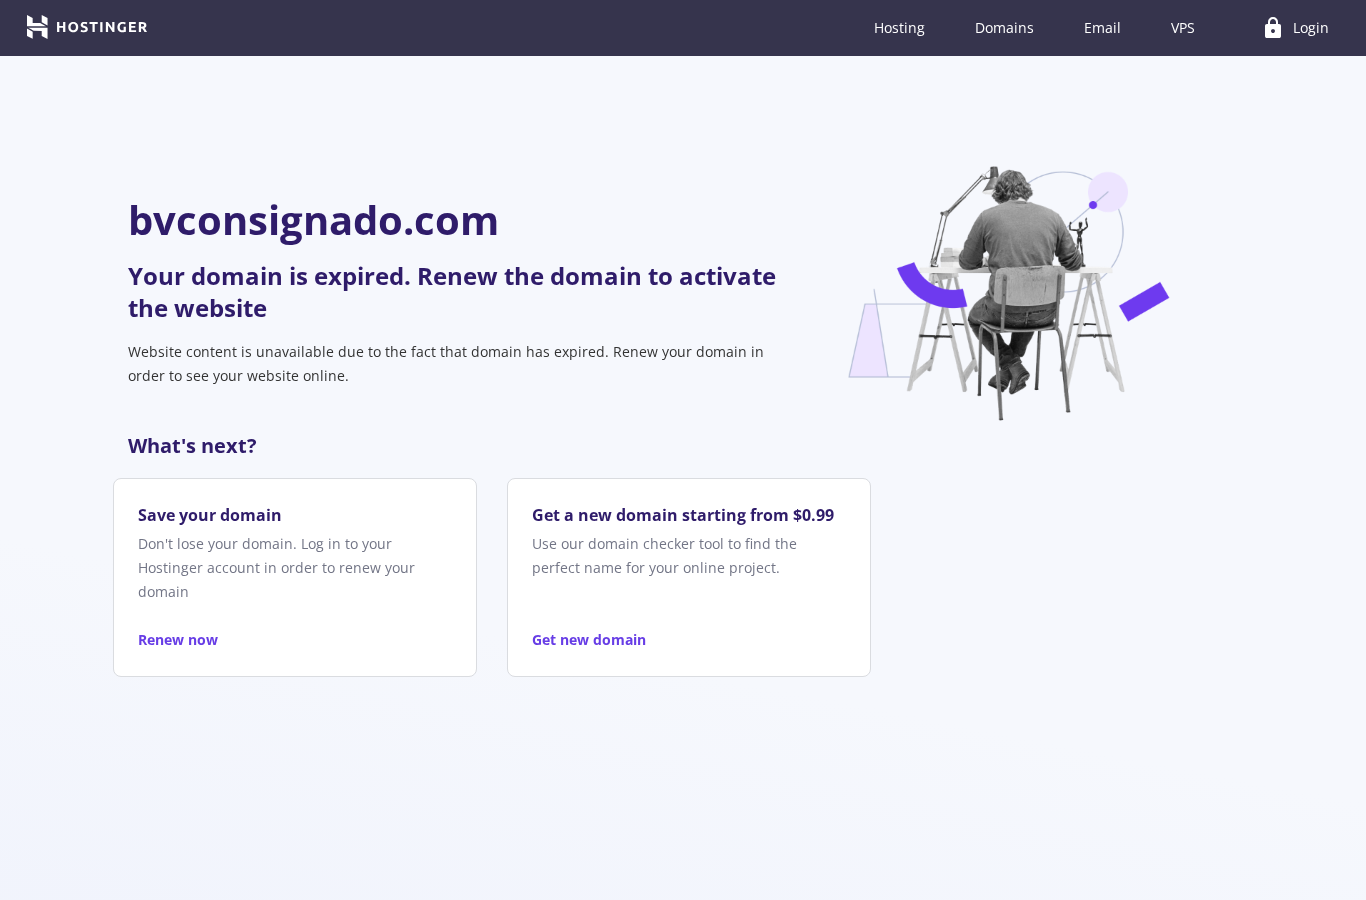 HOSTINGER
Hosting
Domains
Email
VPS
Login
bvconsignado.com
Your domain is expired. Renew the domain to activate
the website
Website content is unavailable due to the fact that domain has expired. Renew your domain in
order to see your website online.
What's next?
Save your domain
Don't lose your domain. Log in to your
Hostinger account in order to renew your
domain
Renew now
Get a new domain starting from $0.99
Use our domain checker tool to find the
perfect name for your online project.
Get new domain